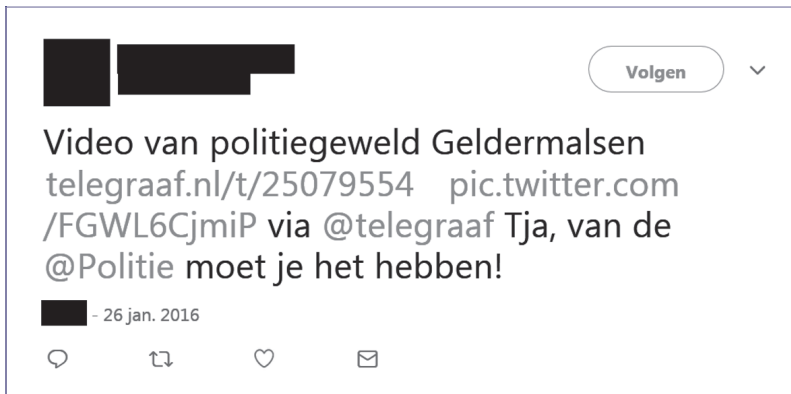 Volgen
Video van politiegeweld Geldermalsen
telegraaf.nl/t/25079554 pic.twitter.com
/FGWL6CjmiP via @telegraaf Tja, van de
@Politie moet je het hebben!
- 26 jan. 2016